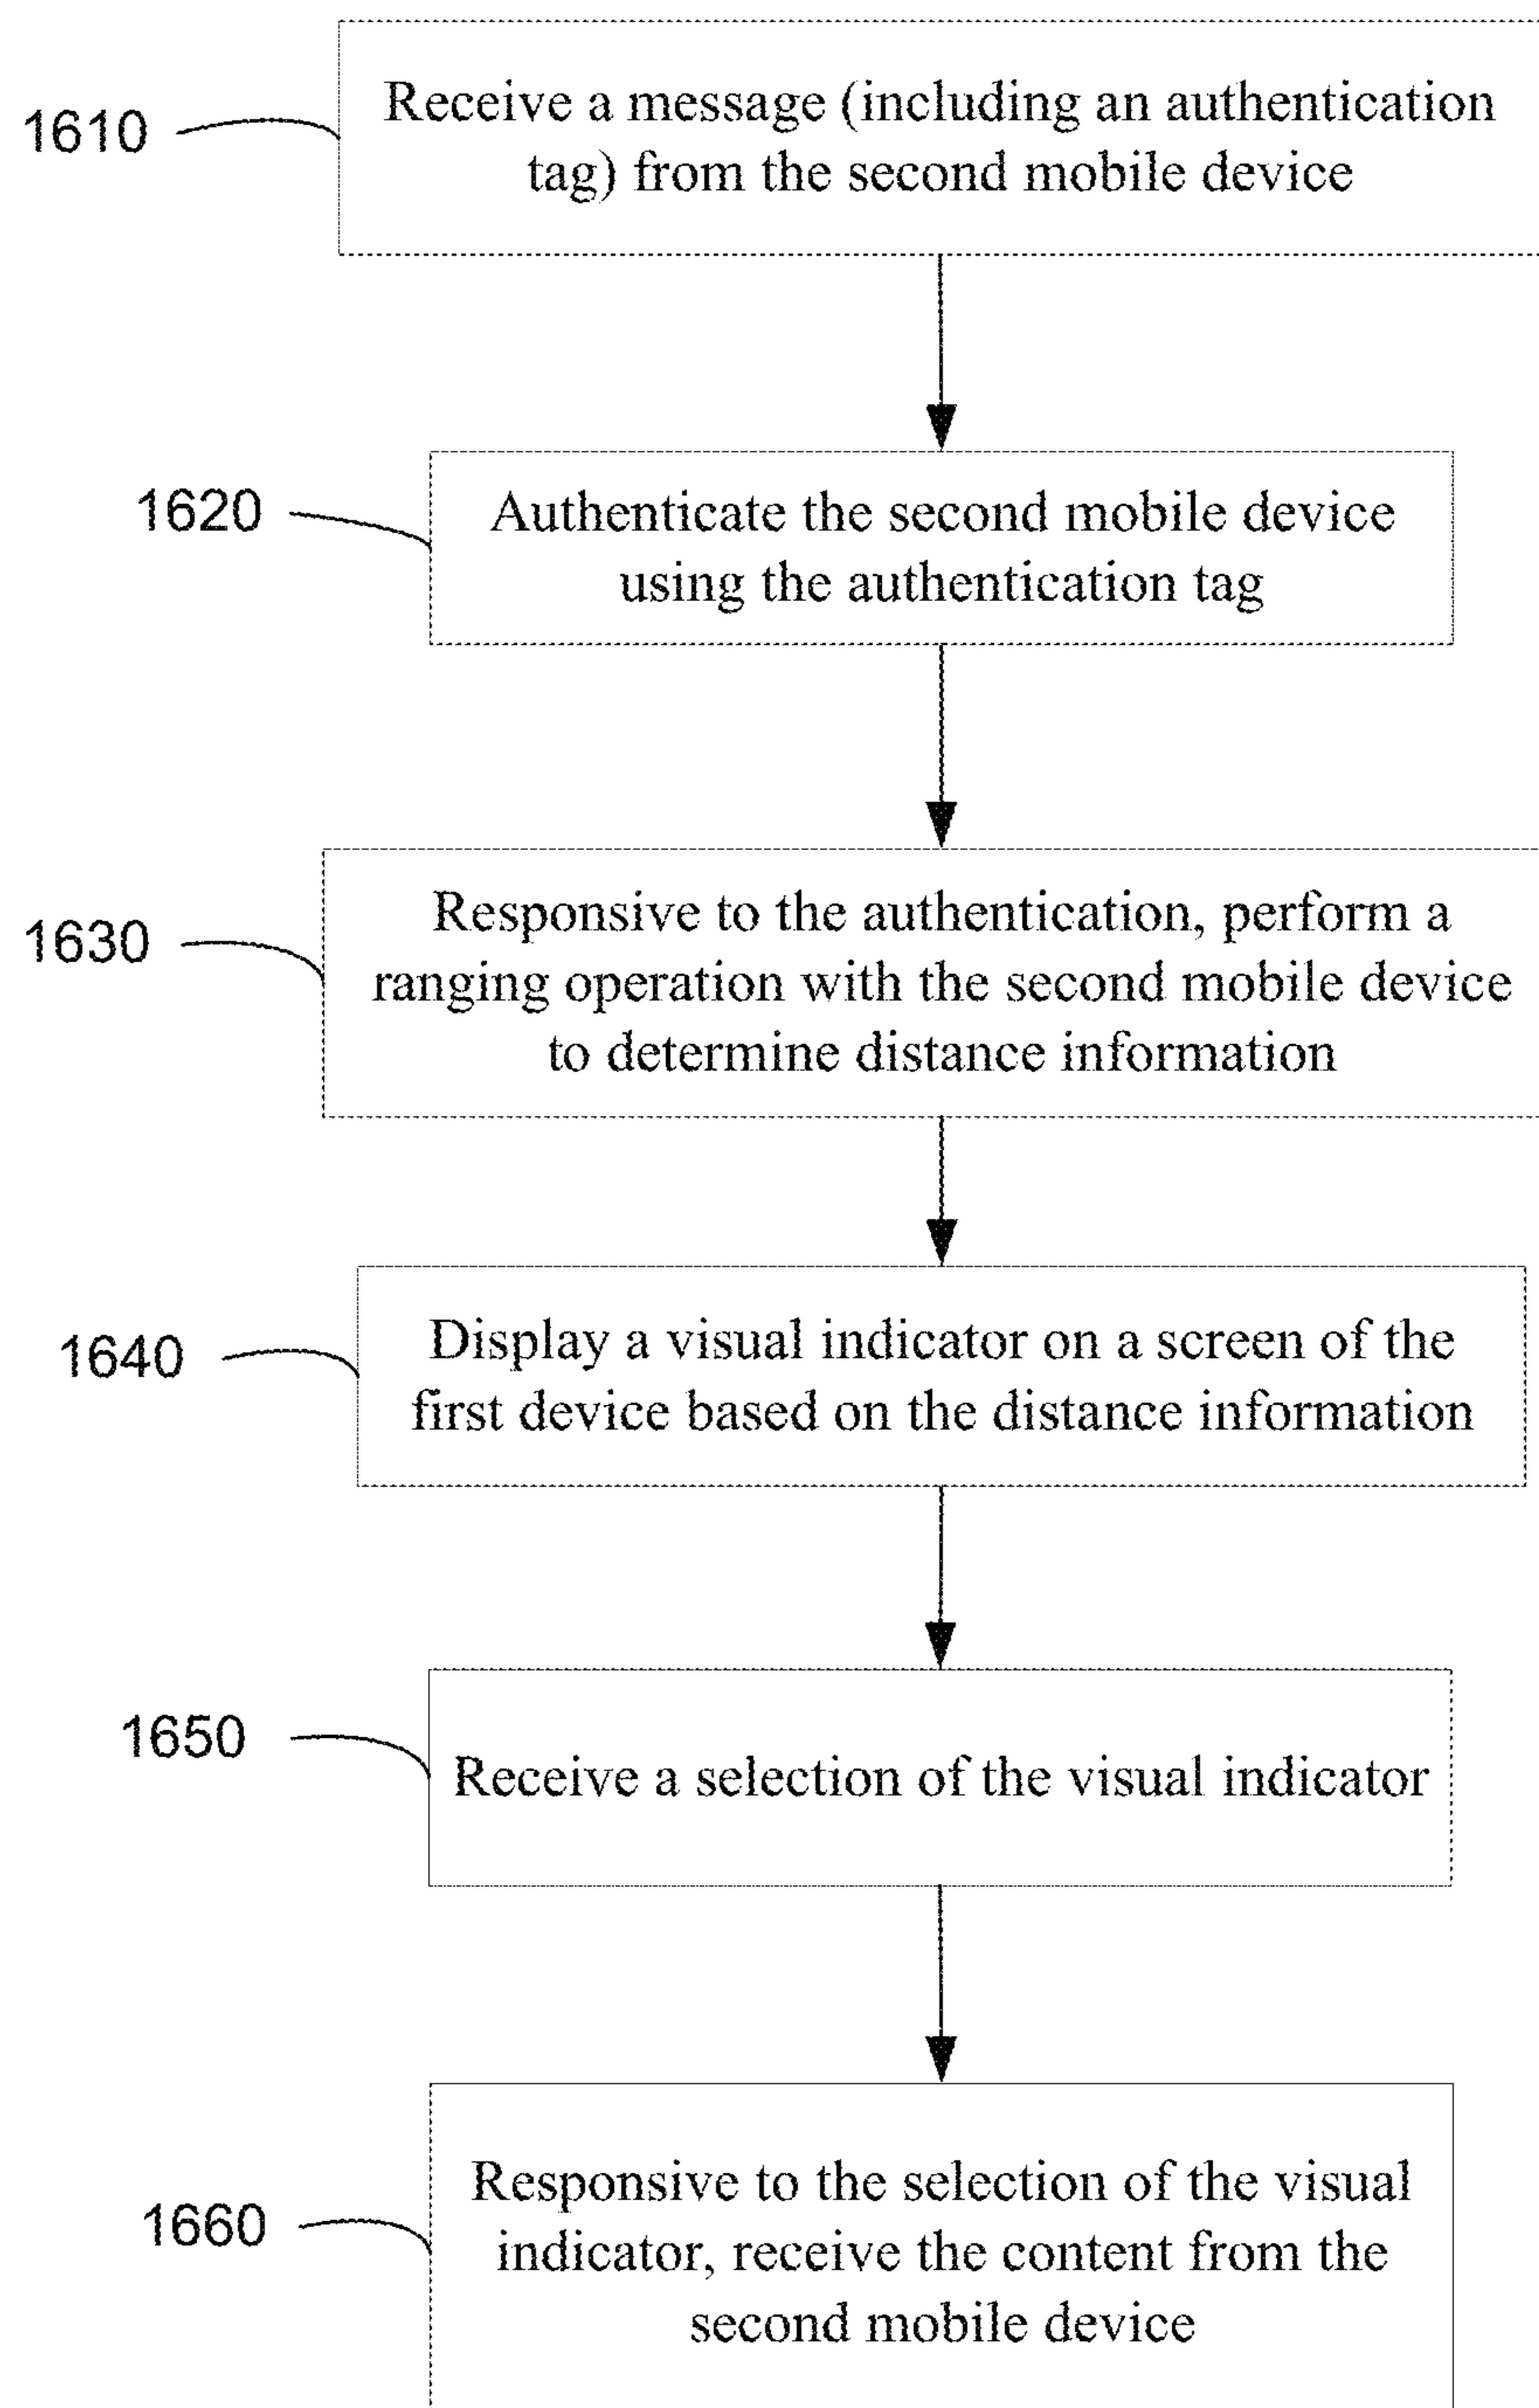 1610
Receive a message (including an authentication
tag) from the second mobile device
1620
Authenticate the second mobile device
using the authentication tag
1630
Responsive to the authentication, perform a
ranging operation with the second mobile device
to determine distance information
1640
Display a visual indicator on a screen of the
first device based on the distance information
1650
Receive a selection of the visual indicator
1660
Responsive to the selection of the visual
indicator, receive the content from the
second mobile device